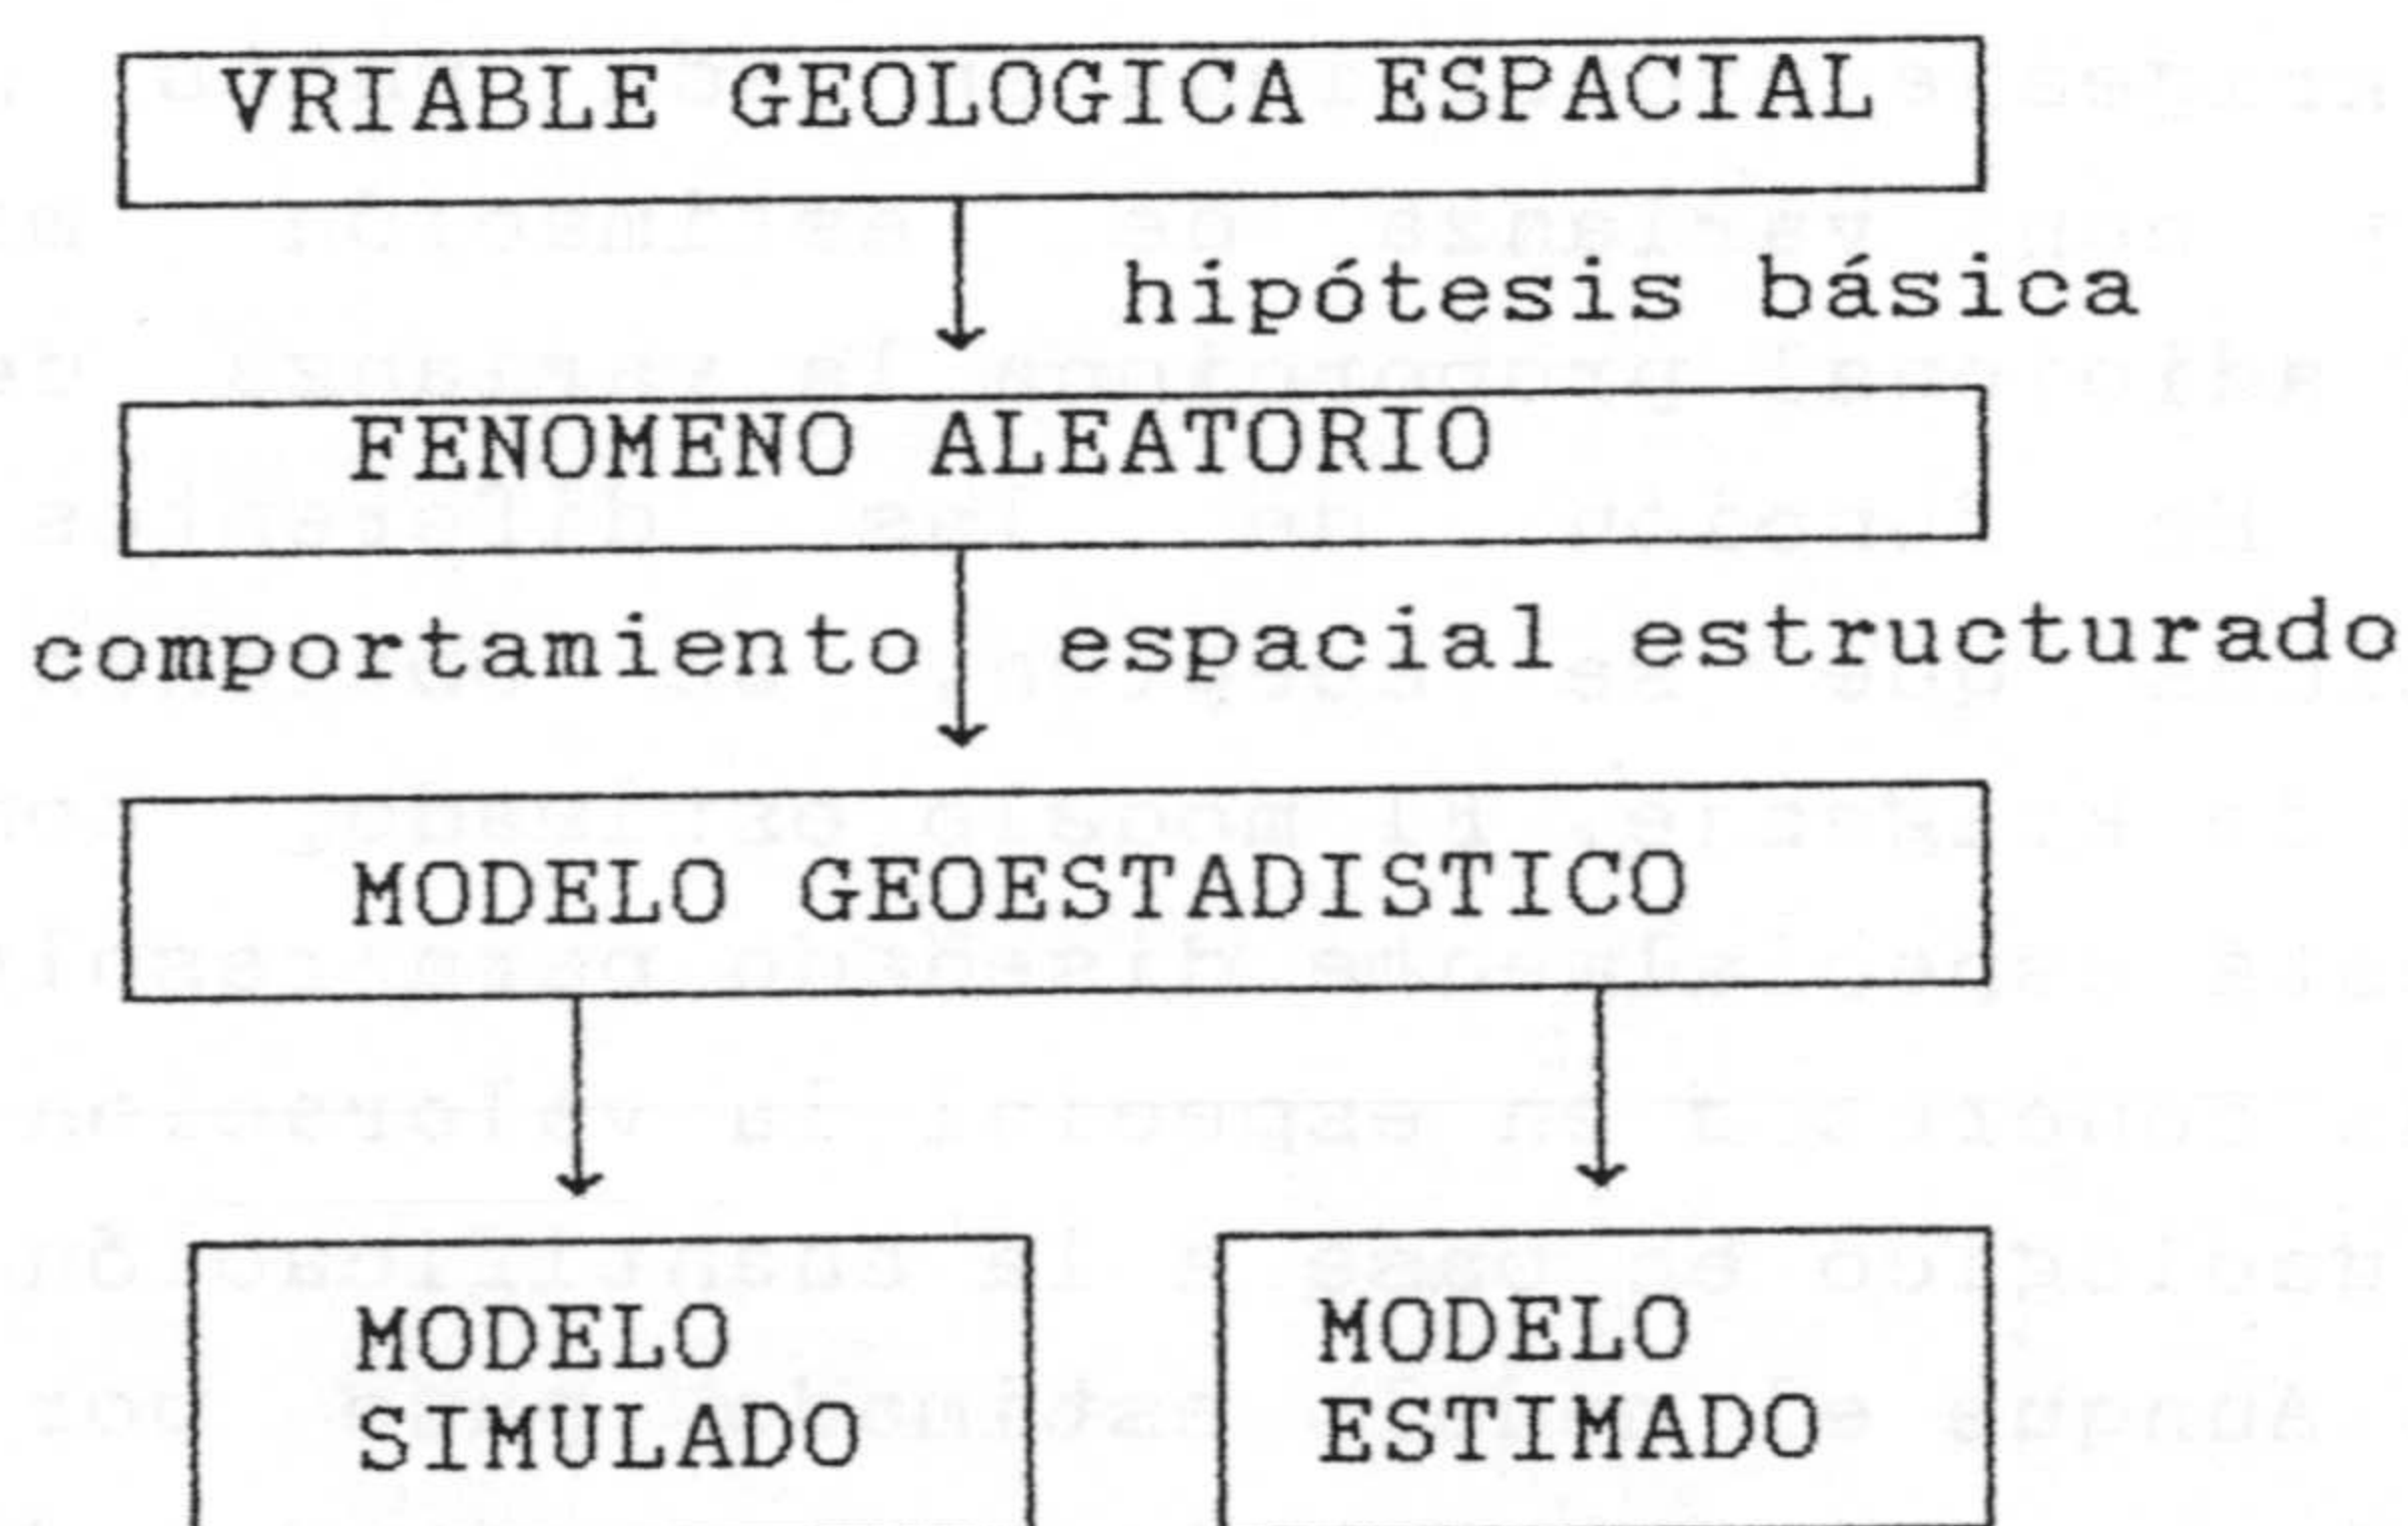 VRIABLE GEOLOGICA ESPACIAL
hipótesis básica
FENOMENO ALEATORIO
comportamiento espacial estructurado
MODELO GEOESTADISTICO
MODELO
SIMULADO
MODELO
ESTIMADO